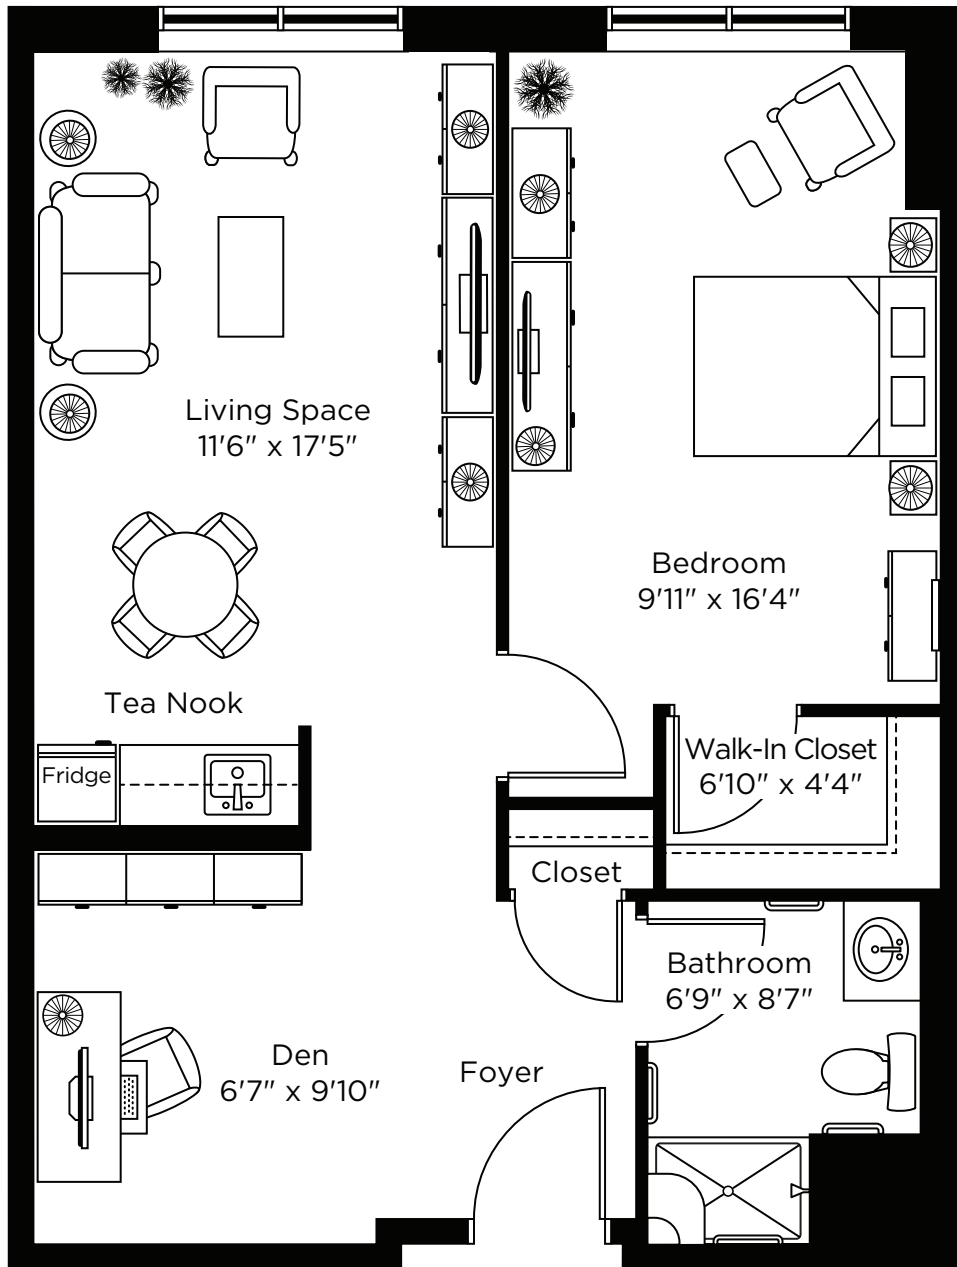 Living Space
11'6" x 17'5"
Bedroom
9'11" x 16'4"
Tea Nook
Fridge
Walk-In Closet
6'10" x 4'4"
Closet
Bathroom
6'9" x 8'7"
Den
6'7" x 9'10"
Foyer